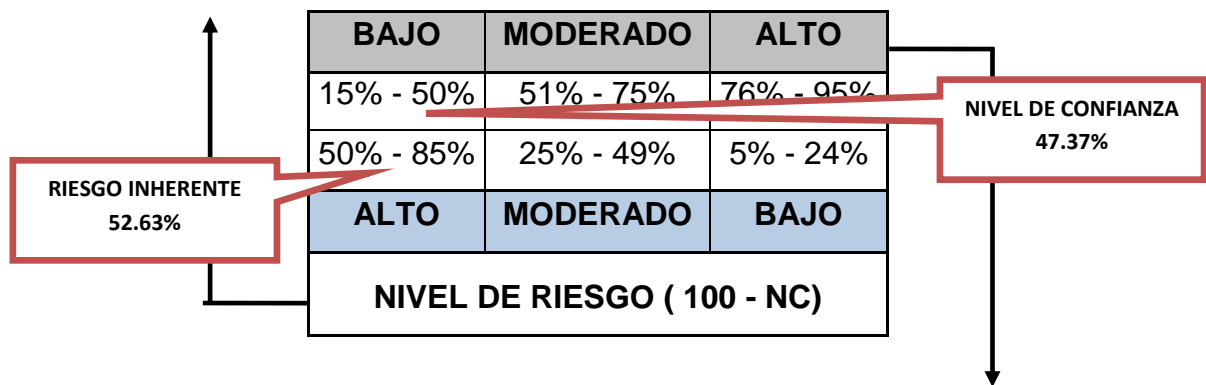 BAJO MODERADO ALTO
15% - 50% 51% - 75% 76% - 95%
NIVEL DE CONFIANZA
47.37%
50% - 85% 25% - 49% 5% - 24%
RIESGO INHERENTE
52.63%
ALTO MODERADO BAJO
NIVEL DE RIESGO ( 100 - NC)